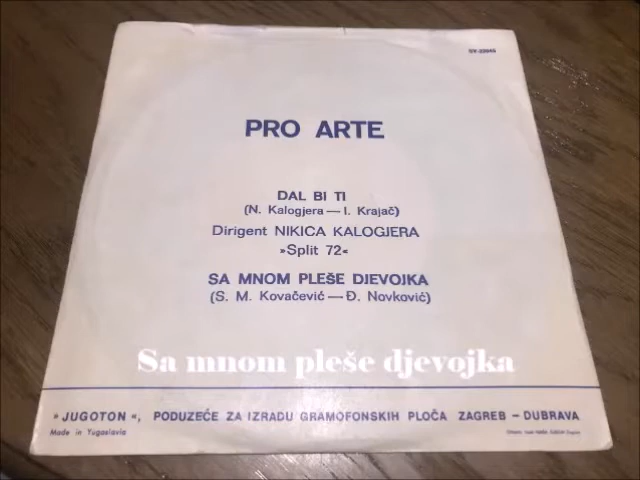 PRO ARTE
DAL BI TI
(N. Kalogjera — I. Krajač)
Dirigent NIKICA KALOGJERA
»Split 72«
SA MNOM PLEŠE DJEVOJKA
(S. M. Kovačević — Đ. Novković)
Sa mnom pleše djevojka
»JUGOTON«, PODUZEĆE ZA IZRADU GRAMOFONSKIH PLOČA ZAGREB – DUBRAVA
Made in Yugoslavia